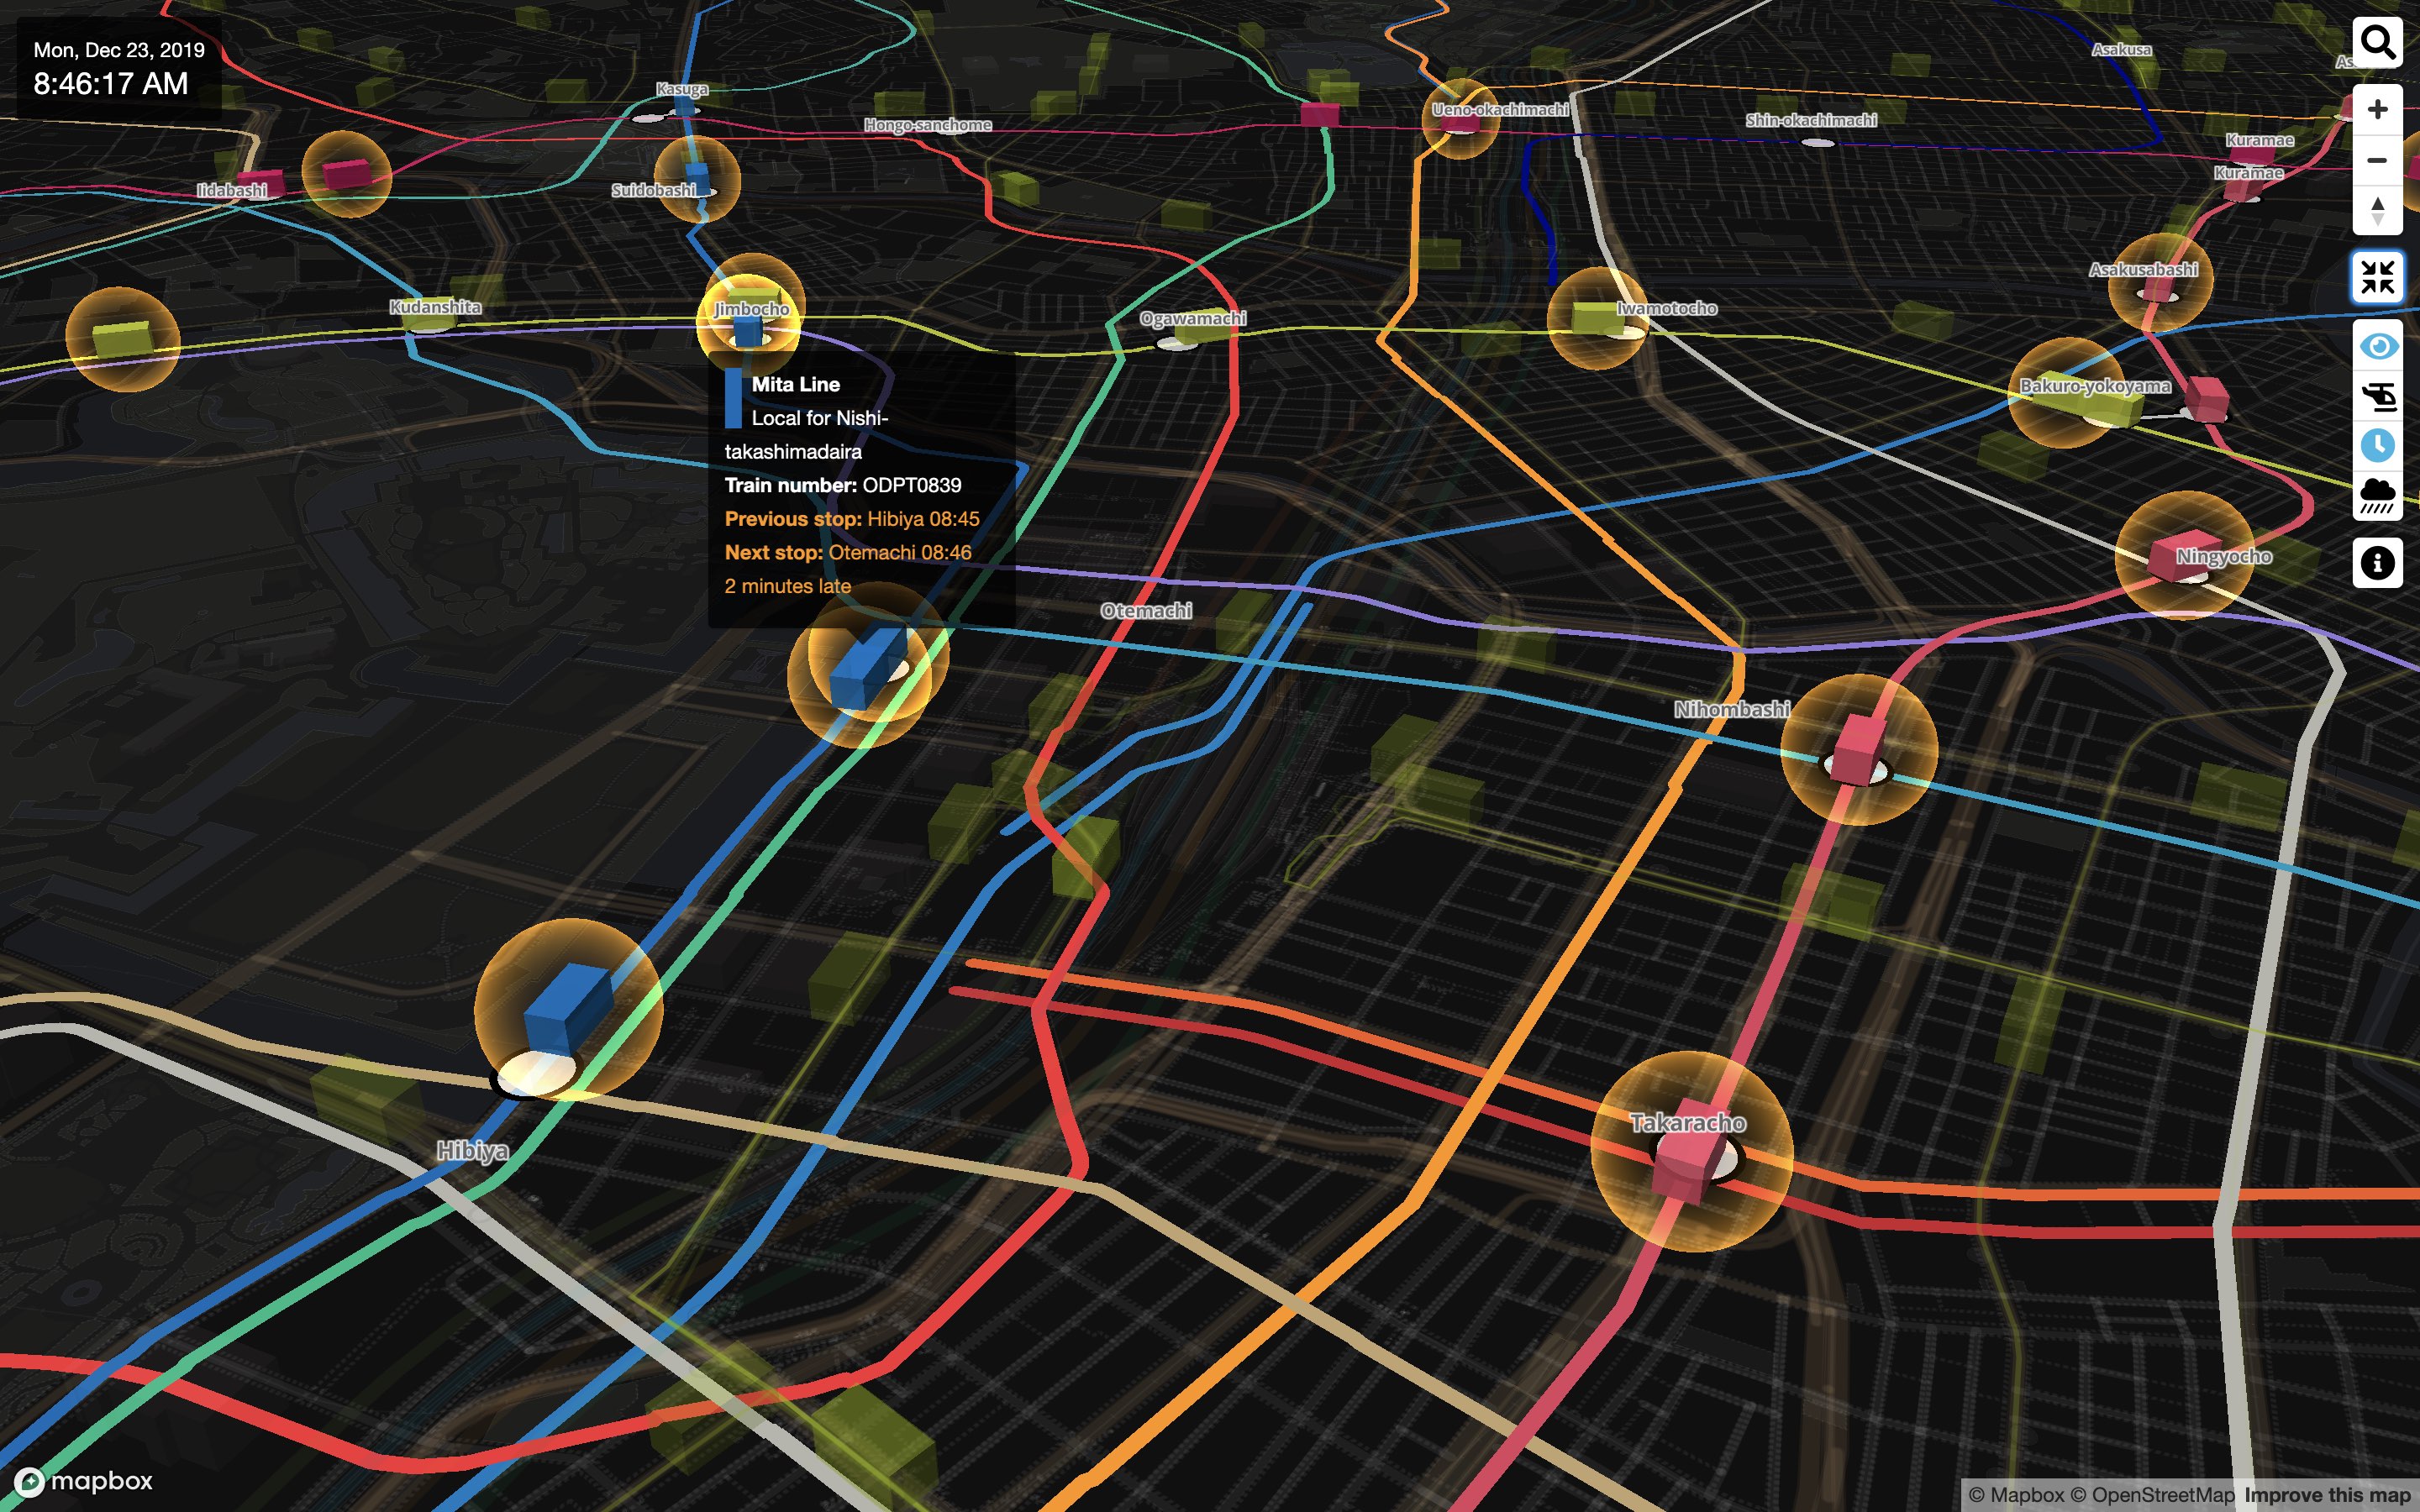 Mon, Dec 23, 2019
8:46:17 AM
Asakusa
Kasuga
As
Hongo-sanchome
Ueno-okachimachi
Shin-okachimachi
Kuramae
Kuramae
Iidabashi
Suidobashi
Asakusabashi
Kudanshita
Jimbocho
Ogawamachi
Iwamotocho
Bakuro-yokoyama
Mita Line
Local for Nishi-
takashimadaira
Train number: ODPT0839
Previous stop: Hibiya 08:45
Next stop: Otemachi 08:46
2 minutes late
Ningyocho
Otemachi
Nihombashi
Takaracho
Hibiya
mapbox
© Mapbox © OpenStreetMap Improve this map